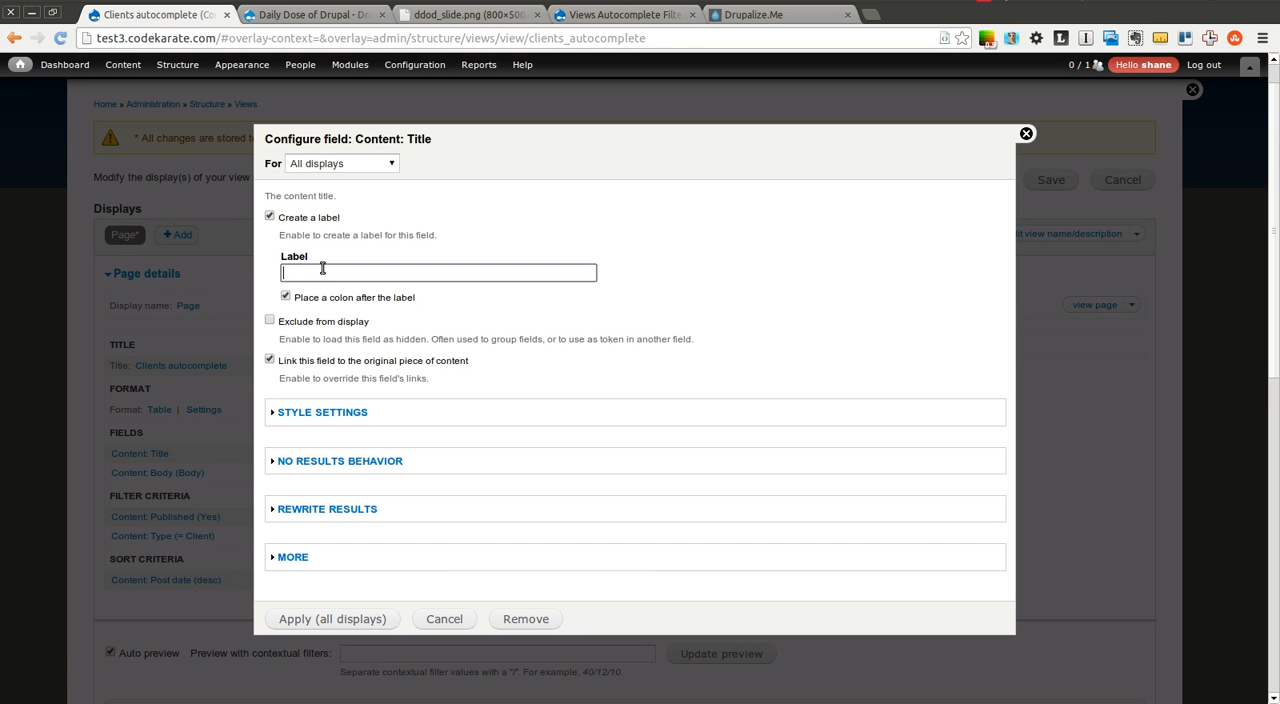 Clients autocomplete (Co
Daily Dose of Drupal - Dr
ddod_slide.png (800×500
Views Autocomplete Filte
Drupalize.Me
test3.codekarate.com/#overlay-context=&overlay=admin/structure/views/view/clients_autocomplete
Dashboard Content Structure Appearance People Modules Configuration Reports Help 0 / 1 Hello shane Log out
Home » Administration » Structure » Views
* All changes are stored t
Modify the display(s) of your view
Save Cancel
Displays
Page* Add
dit view name/description
Page details
Display name: Page
view page
TITLE
Title: Clients autocomplete
FORMAT
Format: Table | Settings
FIELDS
Content: Title
Content: Body (Body)
FILTER CRITERIA
Content: Published (Yes)
Content: Type (= Client)
SORT CRITERIA
Content: Post date (desc)
Configure field: Content: Title
For All displays
The content title.
Create a label
Enable to create a label for this field.
Label
Place a colon after the label
Exclude from display
Enable to load this field as hidden. Often used to group fields, or to use as token in another field.
Link this field to the original piece of content
Enable to override this field's links.
STYLE SETTINGS
NO RESULTS BEHAVIOR
REWRITE RESULTS
MORE
Apply (all displays) Cancel Remove
Auto preview Preview with contextual filters: Update preview
Separate contextual filter values with a "/". For example, 40/12/10.